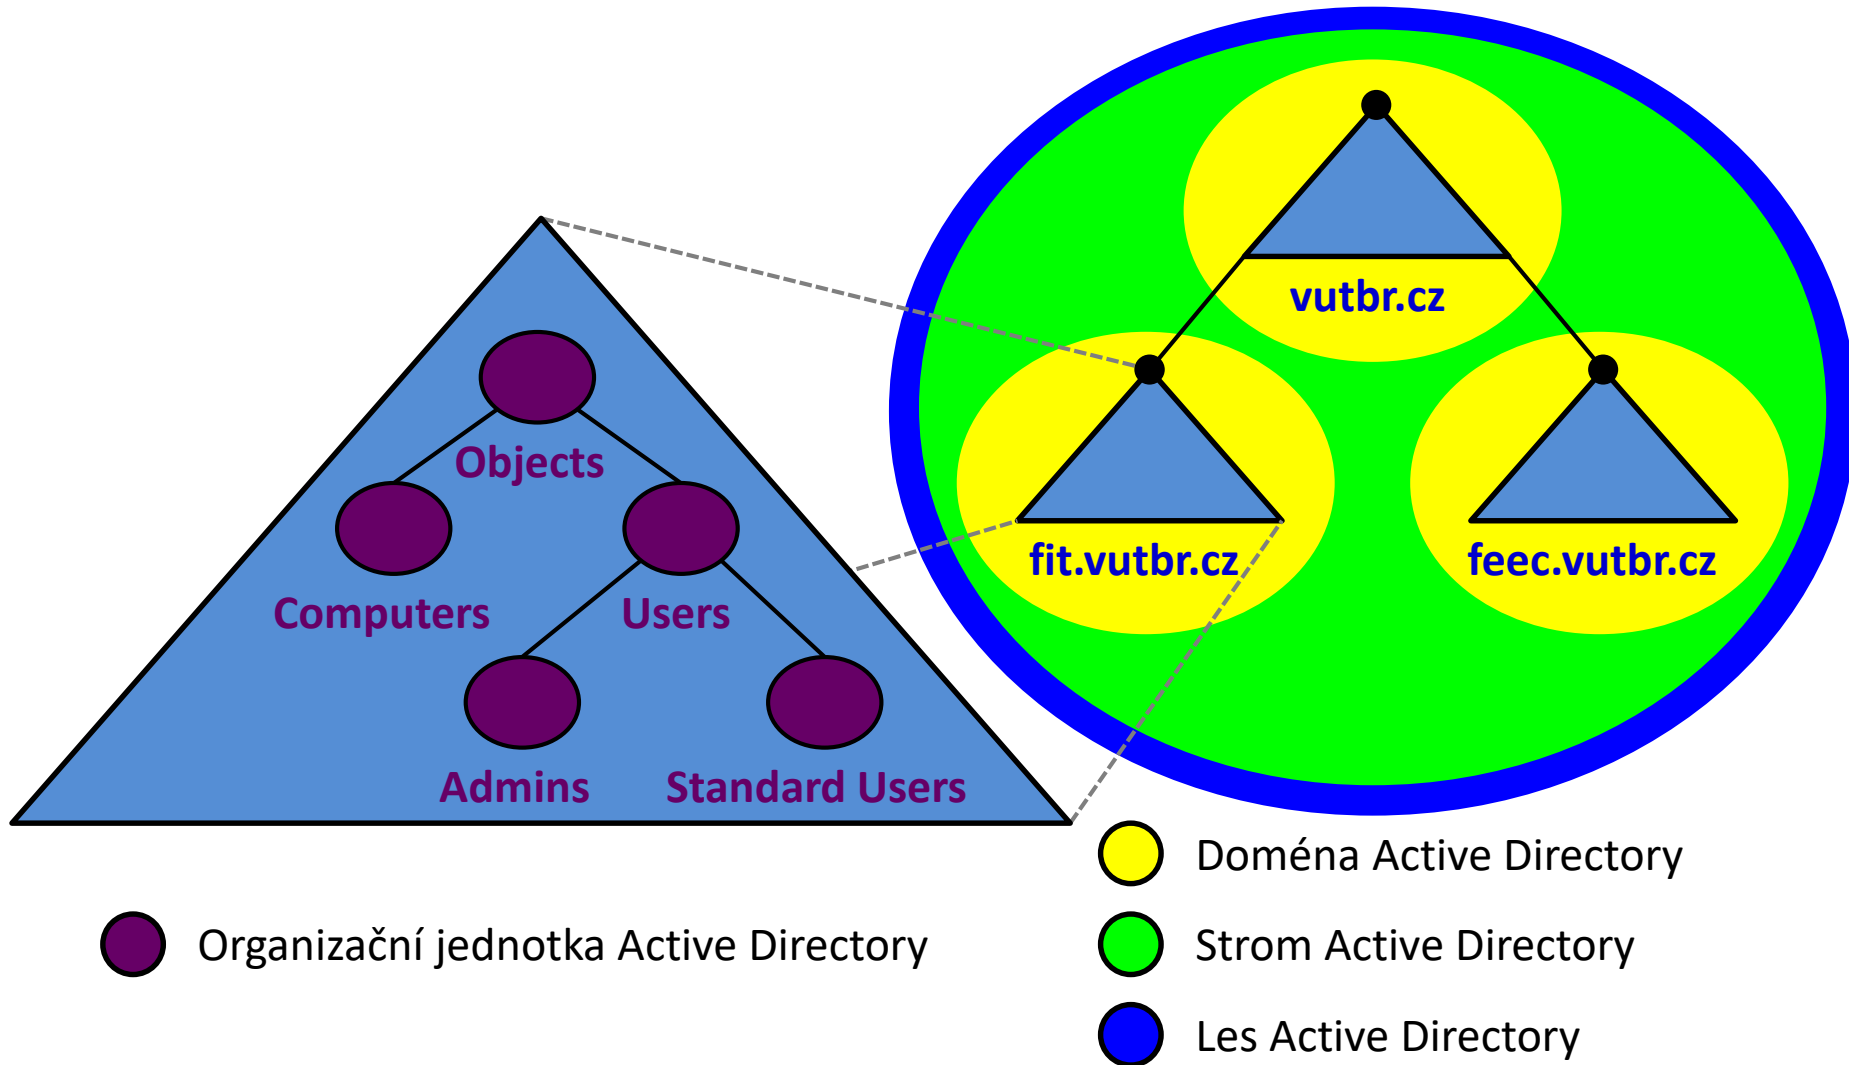 vutbr.cz
fit.vutbr.cz
feec.vutbr.cz
Objects
Computers
Users
Admins
Standard Users
Organizační jednotka Active Directory
Doména Active Directory
Strom Active Directory
Les Active Directory